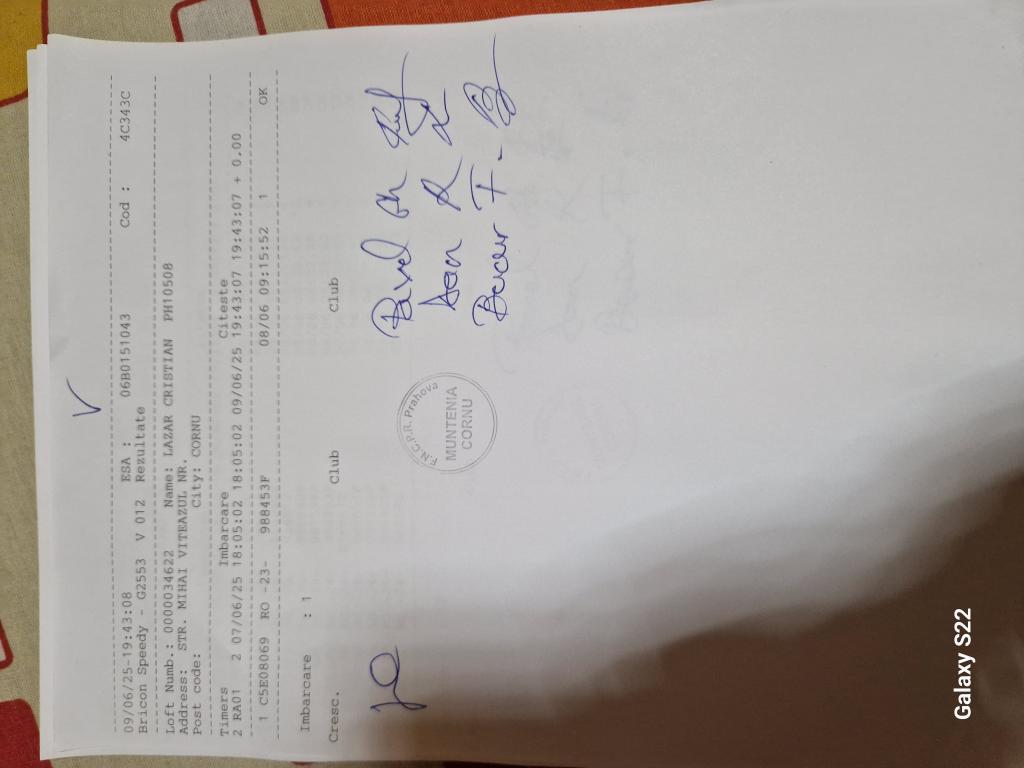 V
09/06/25-19:43:08 ESA : 06B0151043 Cod : 4C343C
Bricon Speedy - G2553 V 012 Rezultate
Loft Numb.: 0000034622 Name: LAZAR CRISTIAN PH10508
Address: STR. MIHAI VITEAZUL NR.
Post code: City: CORNU
Timers Imbarcare Citeste
2 RA01 2 07/06/25 18:05:02 18:05:02 09/06/25 19:43:07 19:43:07 + 0.00
1 C5E08069 RO -23- 988453F 08/06 09:15:52 1 OK
Imbarcare : 1
Cresc. Club Club
Pavel
F.N.C.P.R. Prahova
MUNTENIA
CORNU
Galaxy S22